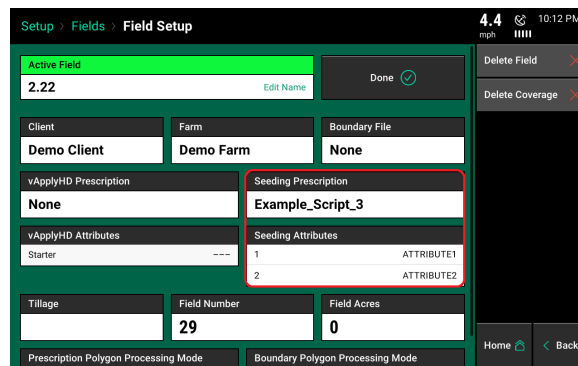 Setup > Fields > Field Setup
4.4 mph
10:12 PM
Active Field
2.22 Edit Name
Done
Delete Field
Delete Coverage
Client
Demo Client
Farm
Demo Farm
Boundary File
None
vApplyHD Prescription
None
Seeding Prescription
Example_Script_3
vApplyHD Attributes
Starter ---
Seeding Attributes
1 ATTRIBUTE1
2 ATTRIBUTE2
Tillage
Field Number
29
Field Acres
0
Prescription Polygon Processing Mode
Boundary Polygon Processing Mode
Home
< Back